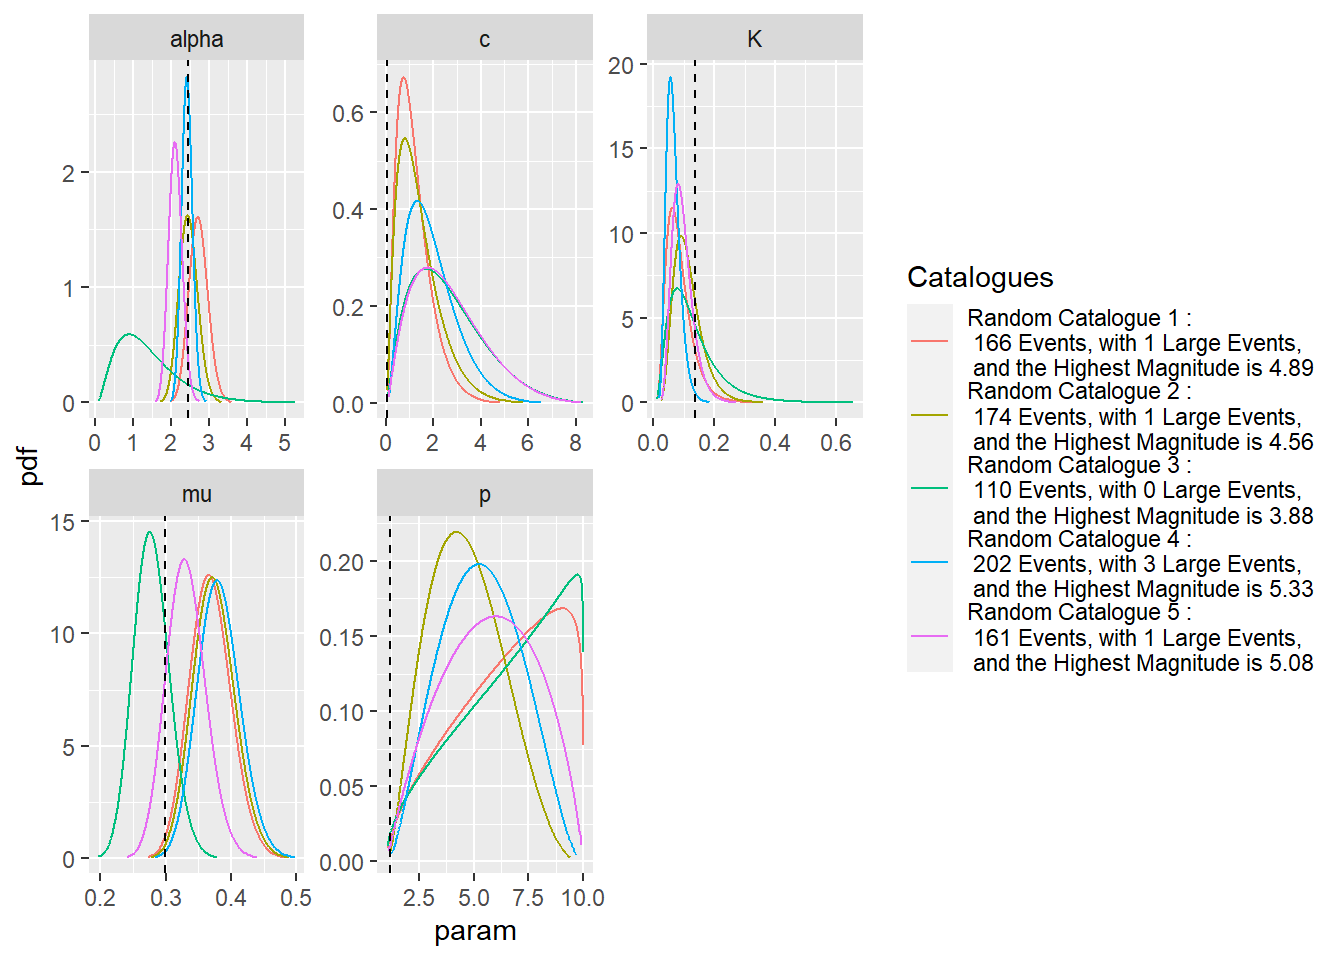 alpha
c
K
2
1
0
0 1 2 3 4 5
0.6
0.4
0.2
0.0
0 2 4 6 8
20
15
10
5
0
0.0 0.2 0.4 0.6
pdf
mu
p
15
10
5
0
0.2 0.3 0.4 0.5
0.20
0.15
0.10
0.05
0.00
2.5 5.0 7.5 10.0
param
Catalogues
Random Catalogue 1 :
166 Events, with 1 Large Events,
and the Highest Magnitude is 4.89
Random Catalogue 2 :
174 Events, with 1 Large Events,
and the Highest Magnitude is 4.56
Random Catalogue 3 :
110 Events, with 0 Large Events,
and the Highest Magnitude is 3.88
Random Catalogue 4 :
202 Events, with 3 Large Events,
and the Highest Magnitude is 5.33
Random Catalogue 5 :
161 Events, with 1 Large Events,
and the Highest Magnitude is 5.08